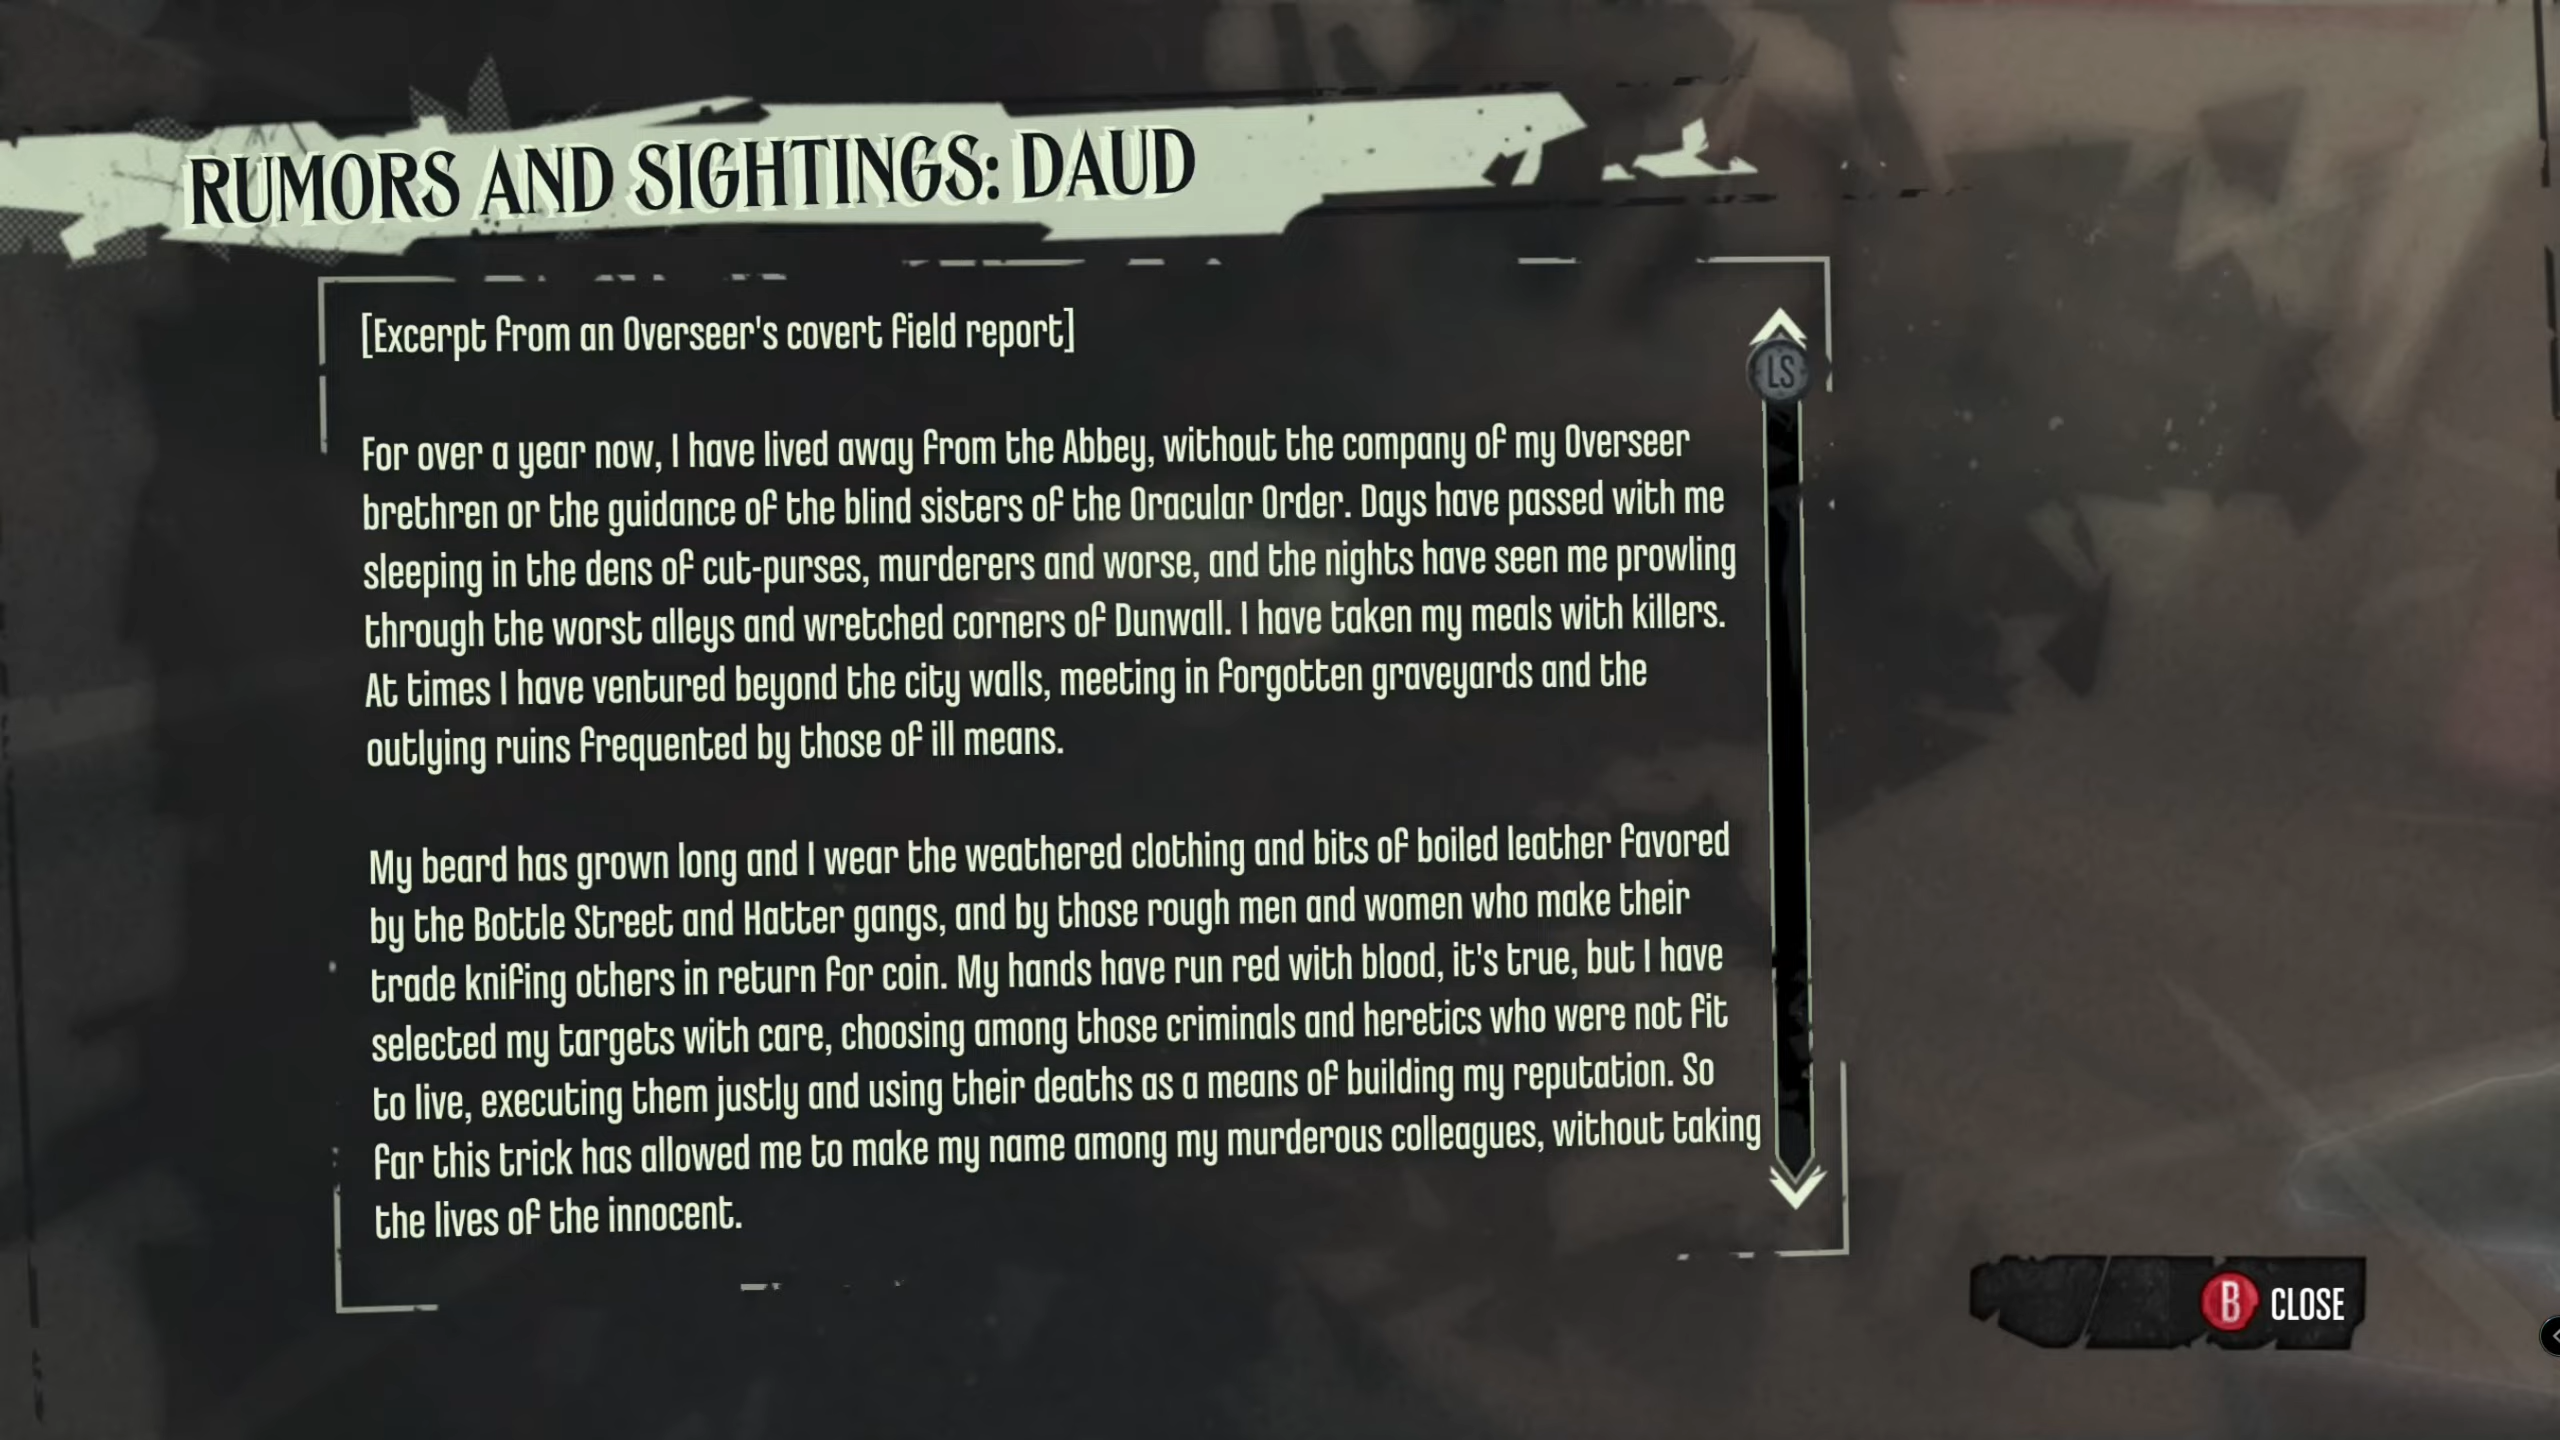 RUMORS AND SIGHTINGS: DAUD
[Excerpt from an Overseer's covert field report]
For over a year now, I have lived away from the Abbey, without the company of my Overseer
brethren or the guidance of the blind sisters of the Oracular Order. Days have passed with me
sleeping in the dens of cut-purses, murderers and worse, and the nights have seen me prowling
through the worst alleys and wretched corners of Dunwall. I have taken my meals with killers.
At times I have ventured beyond the city walls, meeting in forgotten graveyards and the
outlying ruins frequented by those of ill means.
My beard has grown long and I wear the weathered clothing and bits of boiled leather favored
by the Bottle Street and Hatter gangs, and by those rough men and women who make their
trade knifing others in return for coin. My hands have run red with blood, it's true, but I have
selected my targets with care, choosing among those criminals and heretics who were not fit
to live, executing them justly and using their deaths as a means of building my reputation. So
far this trick has allowed me to make my name among my murderous colleagues, without taking
the lives of the innocent.
LS
B CLOSE